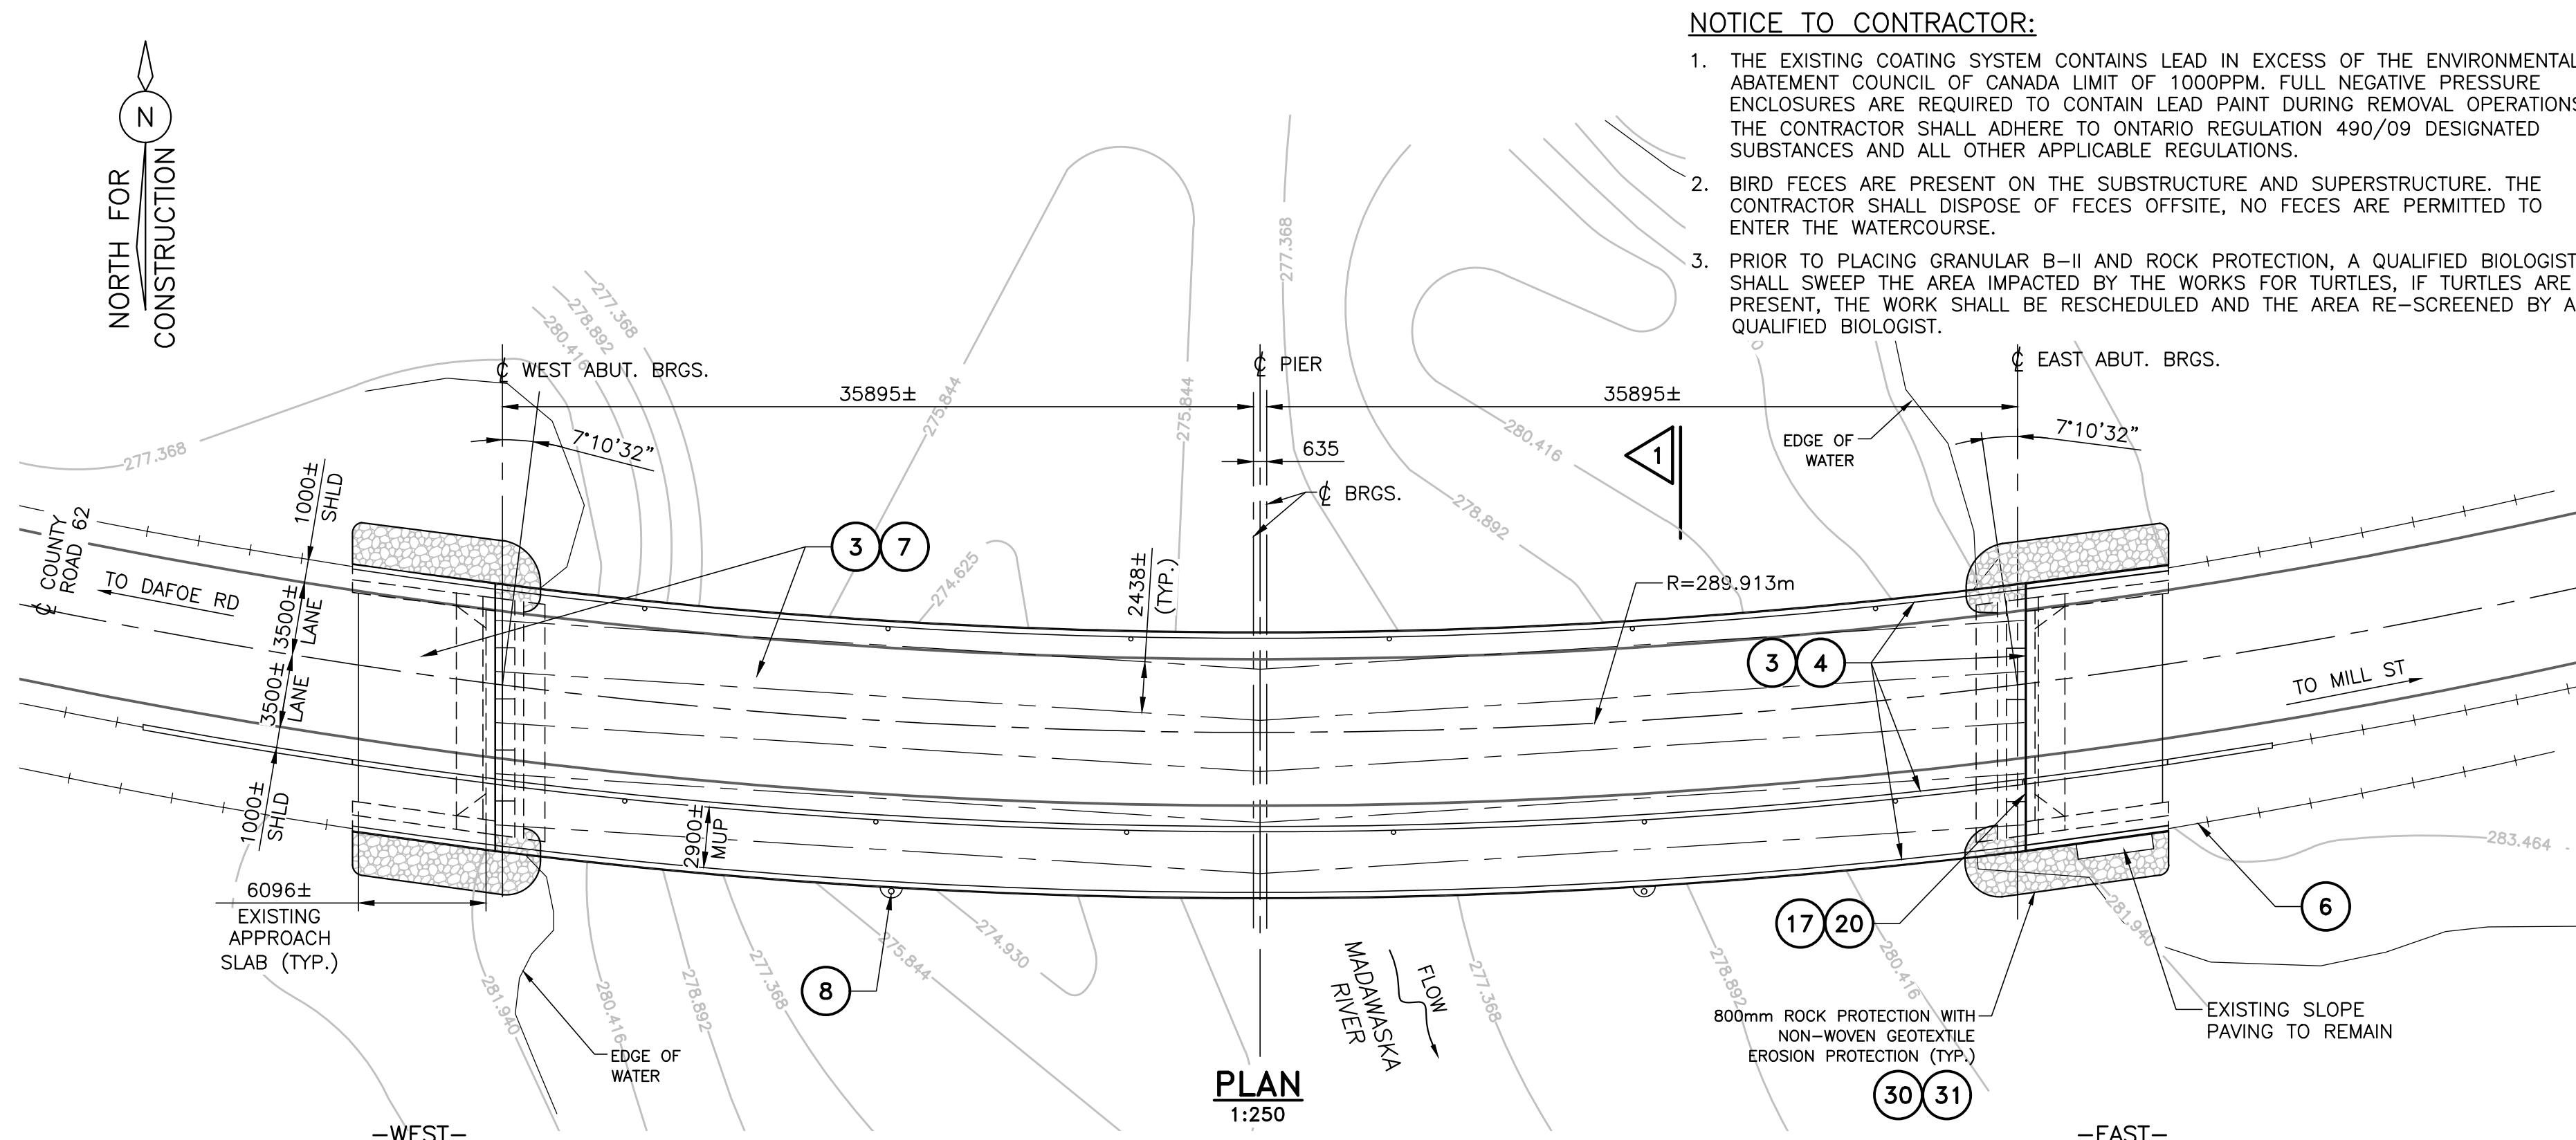 NOTICE TO CONTRACTOR:
1. THE EXISTING COATING SYSTEM CONTAINS LEAD IN EXCESS OF THE ENVIRONMENTAL
ABATEMENT COUNCIL OF CANADA LIMIT OF 1000PPM. FULL NEGATIVE PRESSURE
ENCLOSURES ARE REQUIRED TO CONTAIN LEAD PAINT DURING REMOVAL OPERATIONS
THE CONTRACTOR SHALL ADHERE TO ONTARIO REGULATION 490/09 DESIGNATED
SUBSTANCES AND ALL OTHER APPLICABLE REGULATIONS.
2. BIRD FECES ARE PRESENT ON THE SUBSTRUCTURE AND SUPERSTRUCTURE. THE
CONTRACTOR SHALL DISPOSE OF FECES OFFSITE, NO FECES ARE PERMITTED TO
ENTER THE WATERCOURSE.
3. PRIOR TO PLACING GRANULAR B-II AND ROCK PROTECTION, A QUALIFIED BIOLOGIST
SHALL SWEEP THE AREA IMPACTED BY THE WORKS FOR TURTLES, IF TURTLES ARE
PRESENT, THE WORK SHALL BE RESCHEDULED AND THE AREA RE-SCREENED BY A
QUALIFIED BIOLOGIST.
N
NORTH FOR
CONSTRUCTION
277.368
277.368
278.892
280.416
277.368
275.844
275.844
℄ WEST ABUT. BRGS.
℄ PIER
℄ EAST ABUT. BRGS.
35895±
35895±
7°10'32"
635
℄ BRGS.
280.416
278.892
1
EDGE OF
WATER
7°10'32"
1000±
SHLD
℄ COUNTY
ROAD 62
TO DAFOE RD
3500±
LANE
3500±
LANE
1000±
SHLD
3 7
274.625
2438±
(TYP.)
R=289.913m
3 4
TO MILL ST
2900±
MUP
6096±
EXISTING
APPROACH
SLAB (TYP.)
283.464
6
17 20
8
281.940
280.416
278.892
277.368
275.844
274.930
277.368
278.892
280.416
281.940
EDGE OF
WATER
MADAWASKA
RIVER
FLOW
800mm ROCK PROTECTION WITH
NON-WOVEN GEOTEXTILE
EROSION PROTECTION (TYP.)
30 31
EXISTING SLOPE
PAVING TO REMAIN
PLAN
1:250
-WEST-
-EAST-